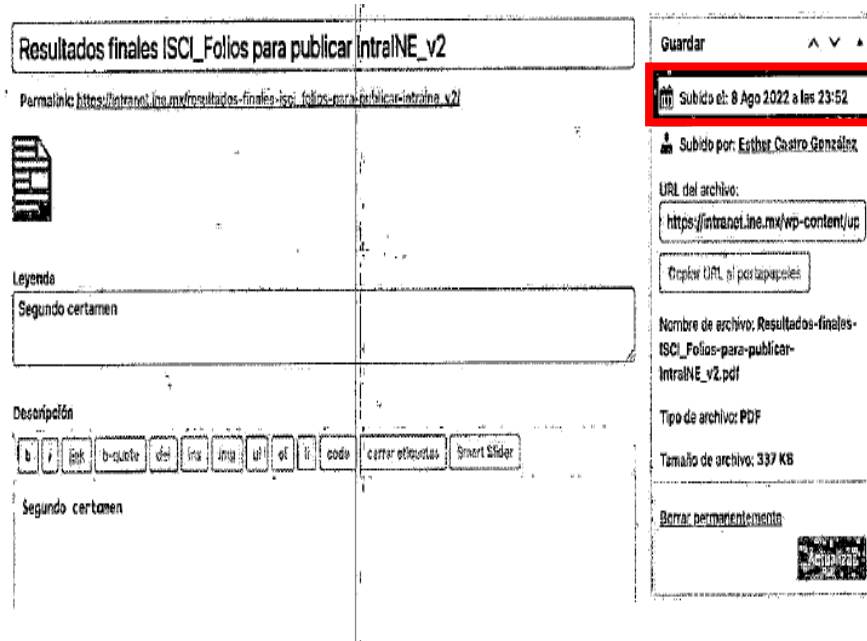 Resultados finales ISCI_Folios para publicar IntraINE_v2
Permalink: https://intranet.ine.mx/resultados-finales-isci_folios-para-publicar-intraine_v2/
Leyenda
Segundo certamen
Descripción
b i link b-quote del ins img ul ol li code cerrar etiquetas Smart Slider
Segundo certamen
Guardar
Subido el: 8 Ago 2022 a las 23:52
Subido por: Esther Castro González
URL del archivo:
https://intranet.ine.mx/wp-content/up
Copiar URL al portapapeles
Nombre de archivo: Resultados-finales-
ISCI_Folios-para-publicar-
IntraINE_v2.pdf
Tipo de archivo: PDF
Tamaño de archivo: 337 KB
Borrar permanentemente
Actualizar